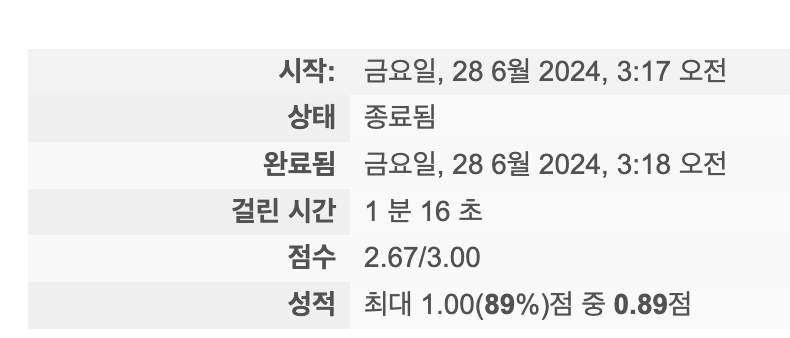 시작: 금요일, 28 6월 2024, 3:17 오전
상태 종료됨
완료됨 금요일, 28 6월 2024, 3:18 오전
걸린 시간 1 분 16 초
점수 2.67/3.00
성적 최대 1.00(89%)점 중 0.89점